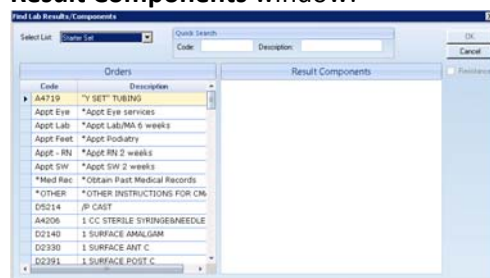 Result Components window.
Find Lab Results/Components
Select List: Starter Set
Quick Search
Code: Description:
OK
Cancel
Resistance
Orders
Result Components
Code Description
A4719 "Y SET" TUBING
Appt Eye *Appt Eye services
Appt Lab *Appt Lab/MA 6 weeks
Appt Feet *Appt Podiatry
Appt - RN *Appt RN 2 weeks
Appt SW *Appt SW 2 weeks
*Med Rec *Obtain Past Medical Records
*OTHER *OTHER INSTRUCTIONS FOR CM
D5214 /P CAST
A4206 1 CC STERILE SYRINGE&NEEDLE
D2140 1 SURFACE AMALGAM
D2330 1 SURFACE ANT C
D2391 1 SURFACE POST C